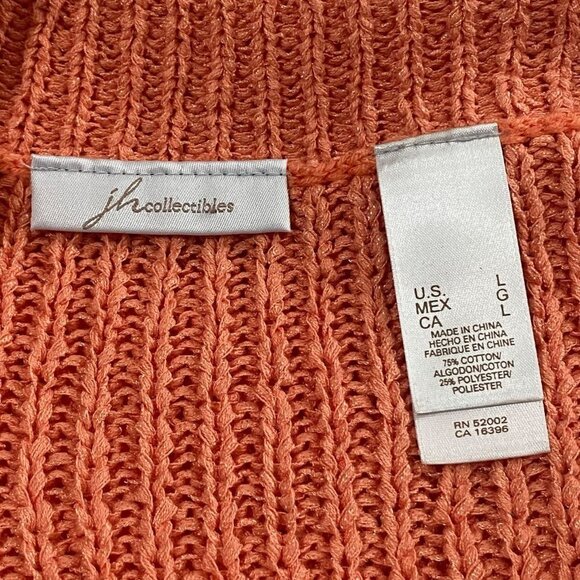 jh collectibles
U.S. L
MEX G
CA L
MADE IN CHINA
HECHO EN CHINA
FABRIQUE EN CHINE
75% COTTON/
ALGODON/COTON
25% POLYESTER/
POLIESTER
RN 52002
CA 16396